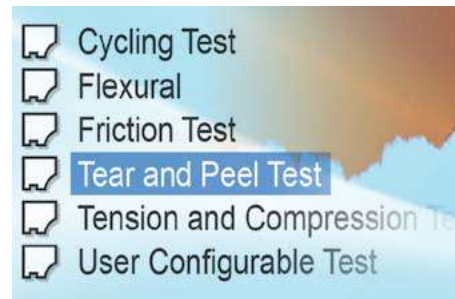 Cycling Test
Flexural
Friction Test
Tear and Peel Test
Tension and Compression
User Configurable Test